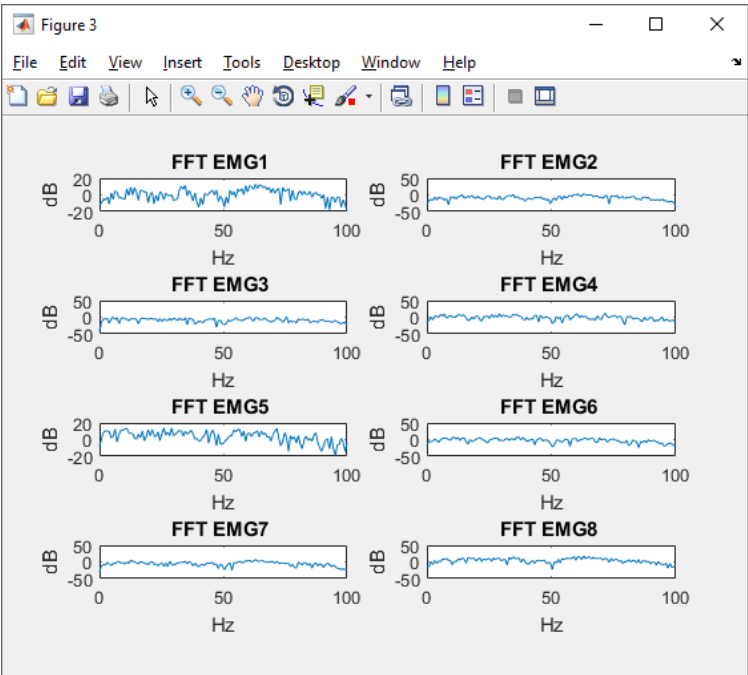 Figure 3
File Edit View Insert Tools Desktop Window Help
FFT EMG1
dB
20
0
-20
0 50 100
Hz
FFT EMG2
dB
50
0
-50
0 50 100
Hz
FFT EMG3
dB
50
0
-50
0 50 100
Hz
FFT EMG4
dB
50
0
-50
0 50 100
Hz
FFT EMG5
dB
20
0
-20
0 50 100
Hz
FFT EMG6
dB
50
0
-50
0 50 100
Hz
FFT EMG7
dB
50
0
-50
0 50 100
Hz
FFT EMG8
dB
50
0
-50
0 50 100
Hz